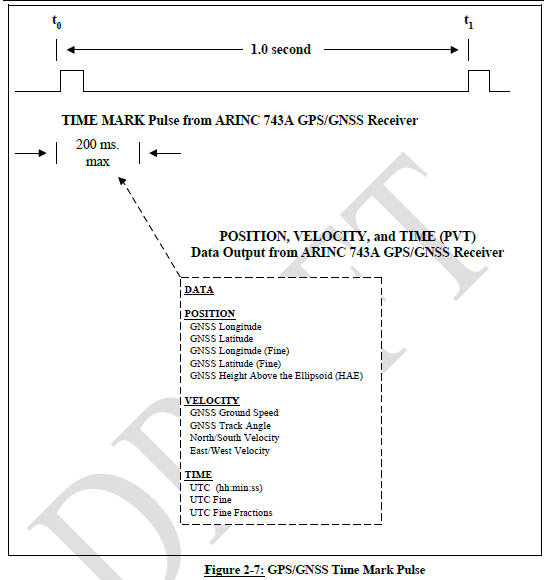 t0
t1
1.0 second
TIME MARK Pulse from ARINC 743A GPS/GNSS Receiver
200 ms.
max
POSITION, VELOCITY, and TIME (PVT)
Data Output from ARINC 743A GPS/GNSS Receiver
DATA
POSITION
GNSS Longitude
GNSS Latitude
GNSS Longitude (Fine)
GNSS Latitude (Fine)
GNSS Height Above the Ellipsoid (HAE)
VELOCITY
GNSS Ground Speed
GNSS Track Angle
North/South Velocity
East/West Velocity
TIME
UTC (hh:min:ss)
UTC Fine
UTC Fine Fractions
DRAFT
Figure 2-7: GPS/GNSS Time Mark Pulse